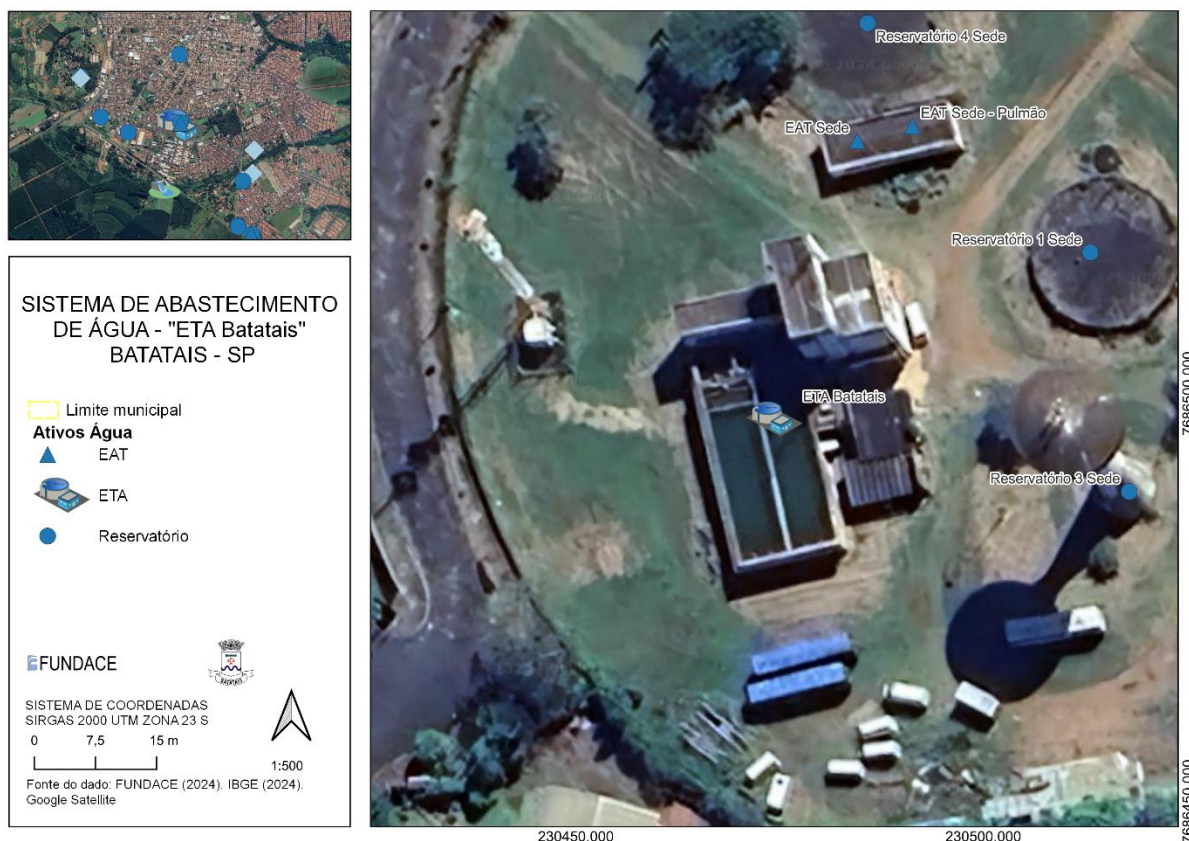 SISTEMA DE ABASTECIMENTO
DE ÁGUA - "ETA Batatais"
BATATAIS - SP
Limite municipal
Ativos Água
EAT
ETA
Reservatório
FUNDACE
BATATAIS
SISTEMA DE COORDENADAS
SIRGAS 2000 UTM ZONA 23 S
0 7,5 15 m
1:500
Fonte do dado: FUNDACE (2024). IBGE (2024).
Google Satellite
Reservatório 4 Sede
EAT Sede - Pulmão
EAT Sede
Reservatório 1 Sede
ETA Batatais
Reservatório 3 Sede
7686500,000
7686450,000
230450,000
230500,000